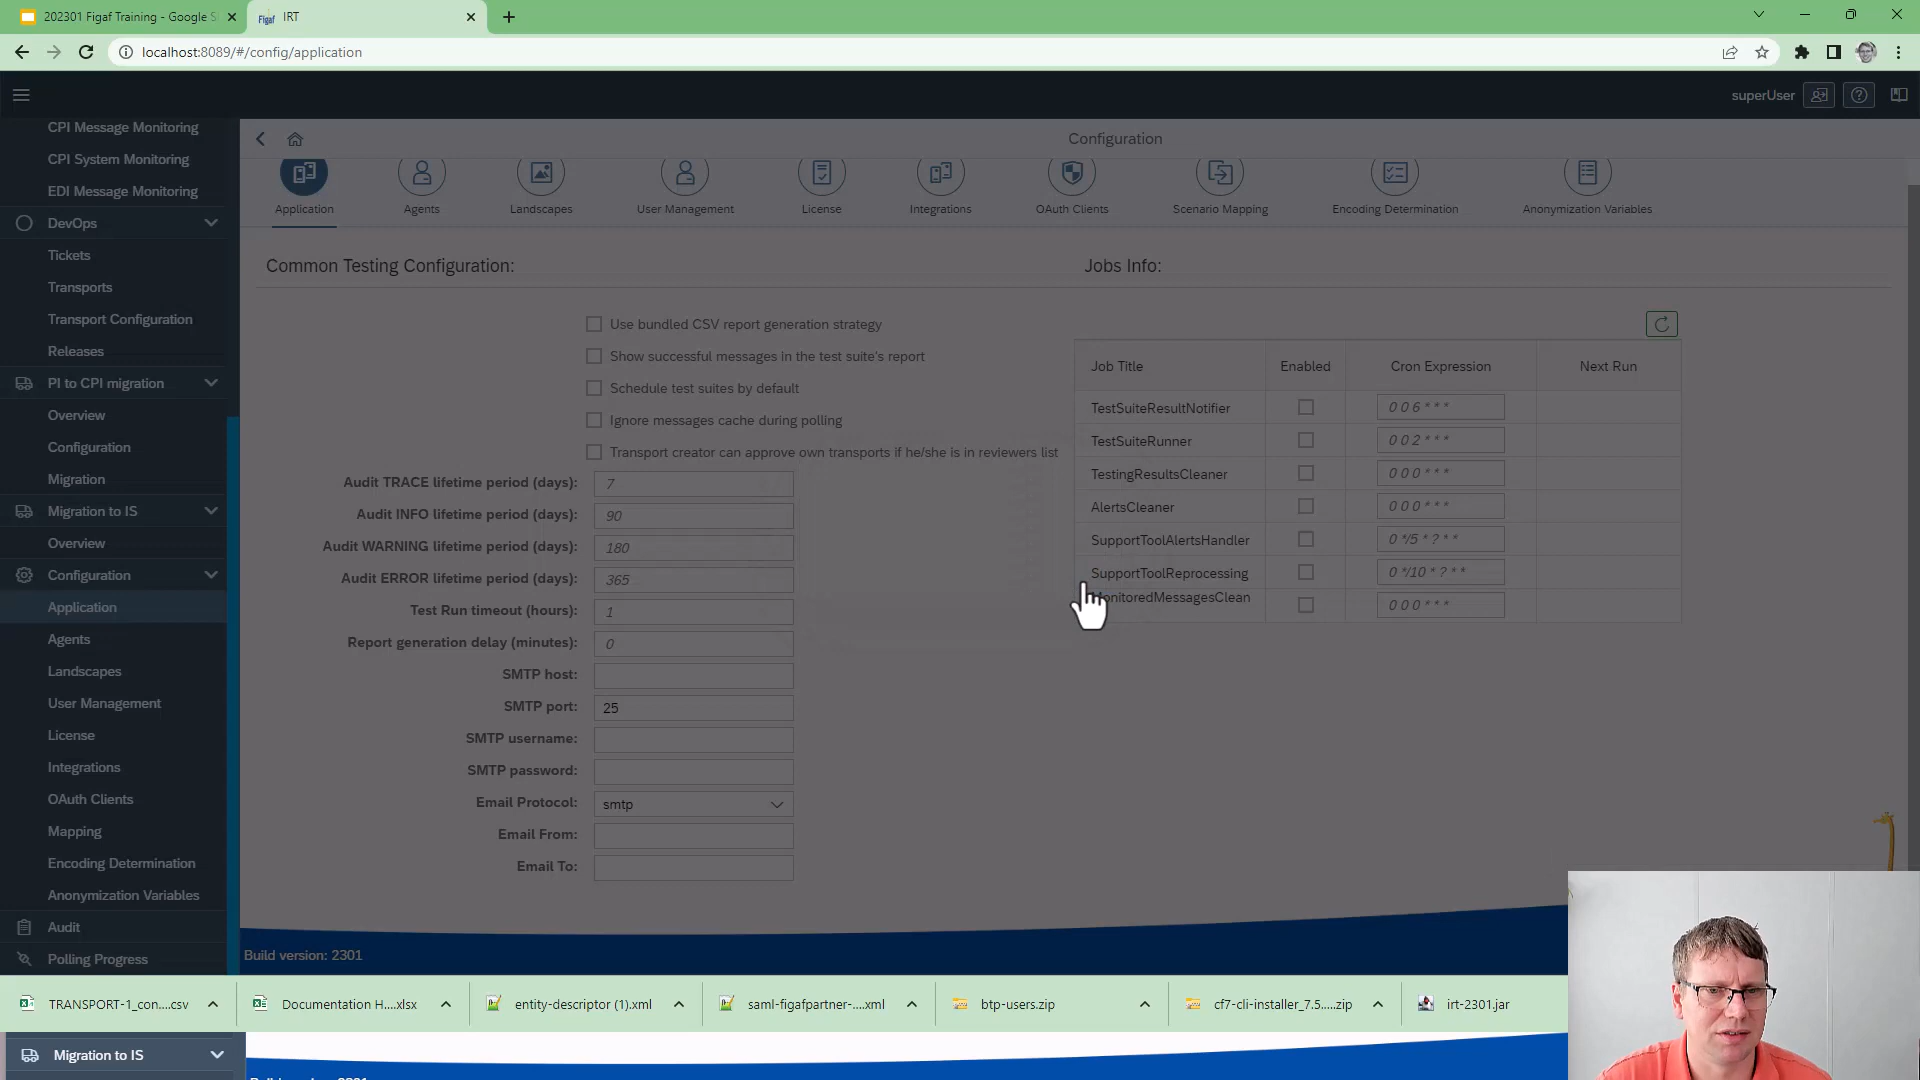 202301 Figaf Training - Google S
Figaf IRT
localhost:8089/#/config/application
superUser
CPI Message Monitoring
CPI System Monitoring
EDI Message Monitoring
DevOps
Tickets
Transports
Transport Configuration
Releases
PI to CPI migration
Overview
Configuration
Migration
Migration to IS
Overview
Configuration
Application
Agents
Landscapes
User Management
License
Integrations
OAuth Clients
Mapping
Encoding Determination
Anonymization Variables
Audit
Polling Progress
Configuration
Application
Agents
Landscapes
User Management
License
Integrations
OAuth Clients
Scenario Mapping
Encoding Determination
Anonymization Variables
Common Testing Configuration:
Use bundled CSV report generation strategy
Show successful messages in the test suite's report
Schedule test suites by default
Ignore messages cache during polling
Transport creator can approve own transports if he/she is in reviewers list
Audit TRACE lifetime period (days): 7
Audit INFO lifetime period (days): 90
Audit WARNING lifetime period (days): 180
Audit ERROR lifetime period (days): 365
Test Run timeout (hours): 1
Report generation delay (minutes): 0
SMTP host:
SMTP port: 25
SMTP username:
SMTP password:
Email Protocol: smtp
Email From:
Email To:
Jobs Info:
Job Title Enabled Cron Expression Next Run
TestSuiteResultNotifier 0 0 6 * * *
TestSuiteRunner 0 0 2 * * *
TestingResultsCleaner 0 0 0 * * *
AlertsCleaner 0 0 0 * * *
SupportToolAlertsHandler 0 */5 * ? * *
SupportToolReprocessing 0 */10 * ? * *
MonitoredMessagesClean 0 0 0 * * *
Build version: 2301
TRANSPORT-1_con....csv
Documentation H....xlsx
entity-descriptor (1).xml
saml-figafpartner-....xml
btp-users.zip
cf7-cli-installer_7.5.....zip
irt-2301.jar
Migration to IS